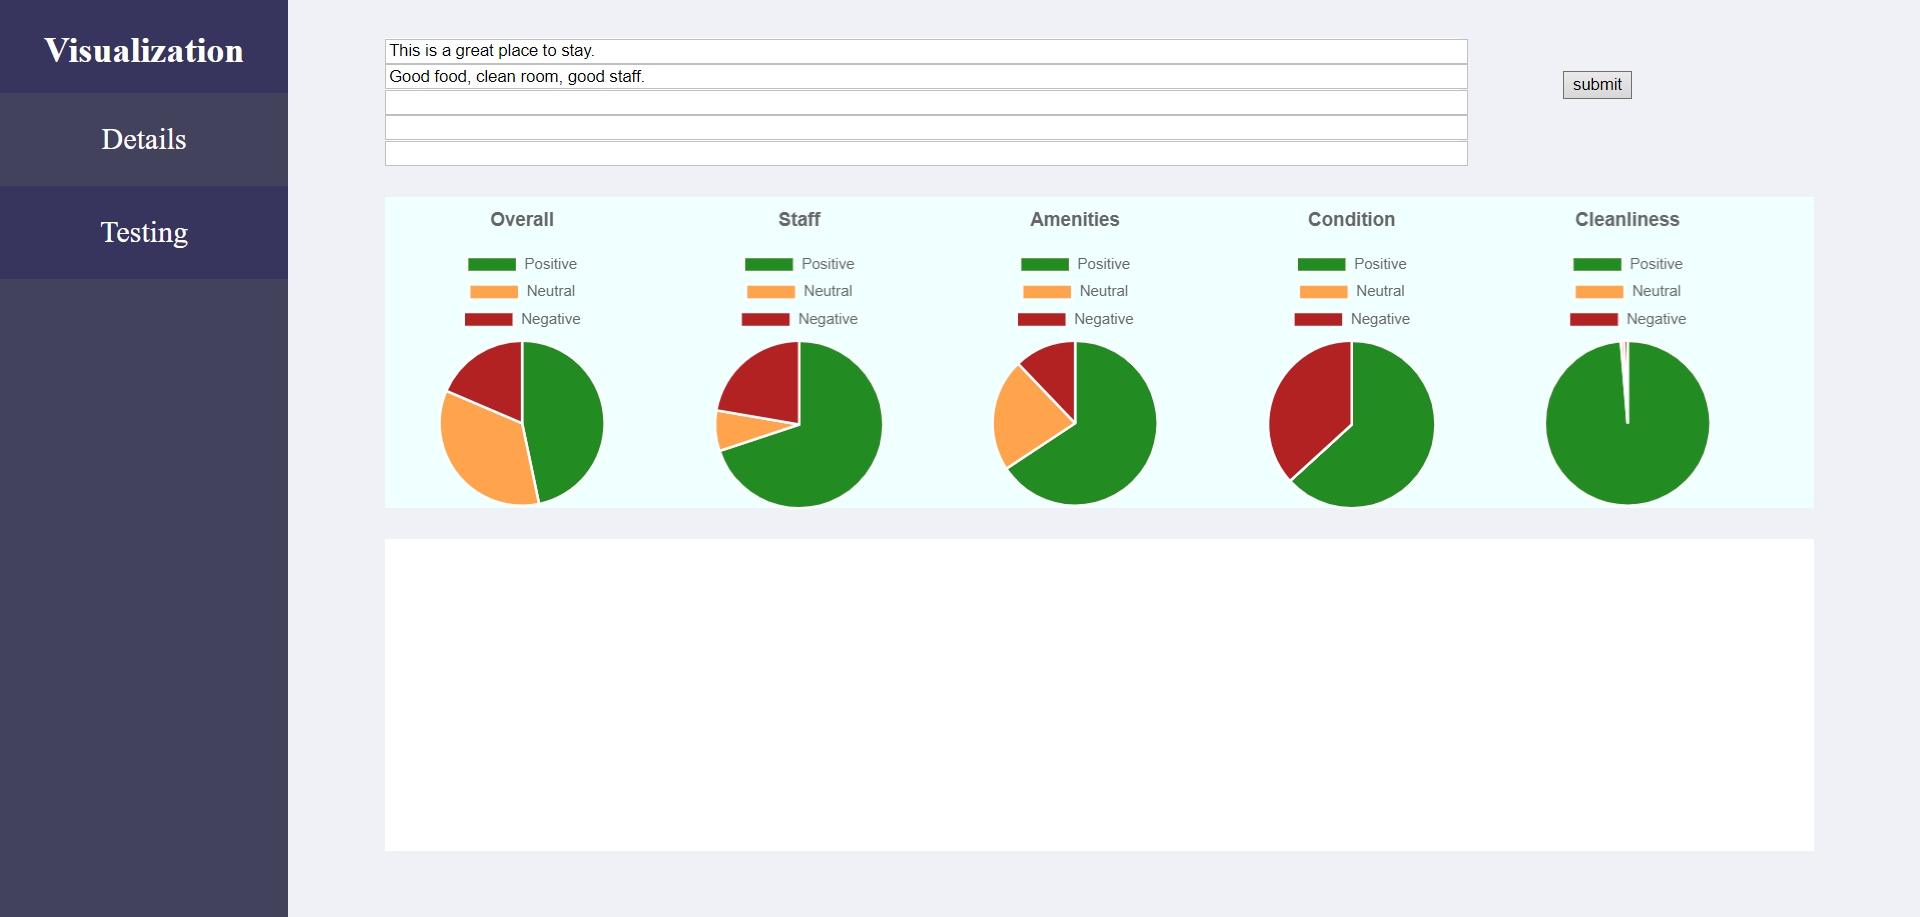 Visualization
Details
Testing
This is a great place to stay.
Good food, clean room, good staff.
submit
Overall
Positive
Neutral
Negative
Staff
Positive
Neutral
Negative
Amenities
Positive
Neutral
Negative
Condition
Positive
Neutral
Negative
Cleanliness
Positive
Neutral
Negative